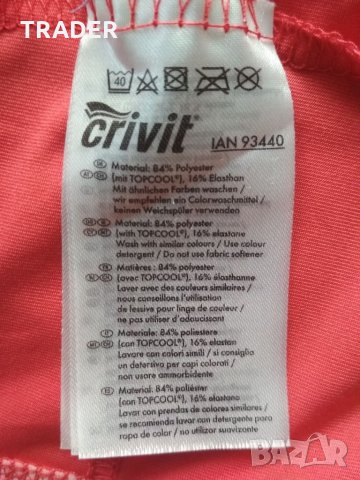 TRADER
40
crivit®
IAN 93440
Material: 84% Polyester
(mit TOPCOOL®), 16% Elasthan
Mit ähnlichen Farben waschen /
wir empfehlen ein Colorwaschmittel /
keinen Weichspüler verwenden
Material: 84% polyester
(with TOPCOOL®), 16% elastane
Wash with similar colours / Use colour
detergent / Do not use fabric softener
Matières : 84% polyester
(avec TOPCOOL®), 16% élasthanne
Lavez avec des couleurs similaires /
nous conseillons l'utilisation
de lessive pour linge de couleur /
ne pas utiliser d'adoucissant
Materiale: 84% poliestere
(con TOPCOOL®), 16% elastan
Lavare con colori simili / si consiglia
un detersivo per capi colorati /
non usare ammorbidente
Material: 84% poliéster
(con TOPCOOL®), 16% elastano
Lavar con prendas de colores similares /
se recomienda un detergente para
ropa de color / no utilizar suavizante
BAZAR